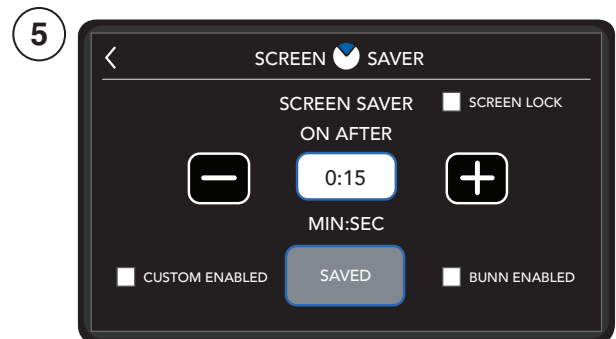 5
SCREEN SAVER
SCREEN SAVER
SCREEN LOCK
ON AFTER
0:15
MIN:SEC
CUSTOM ENABLED
SAVED
BUNN ENABLED